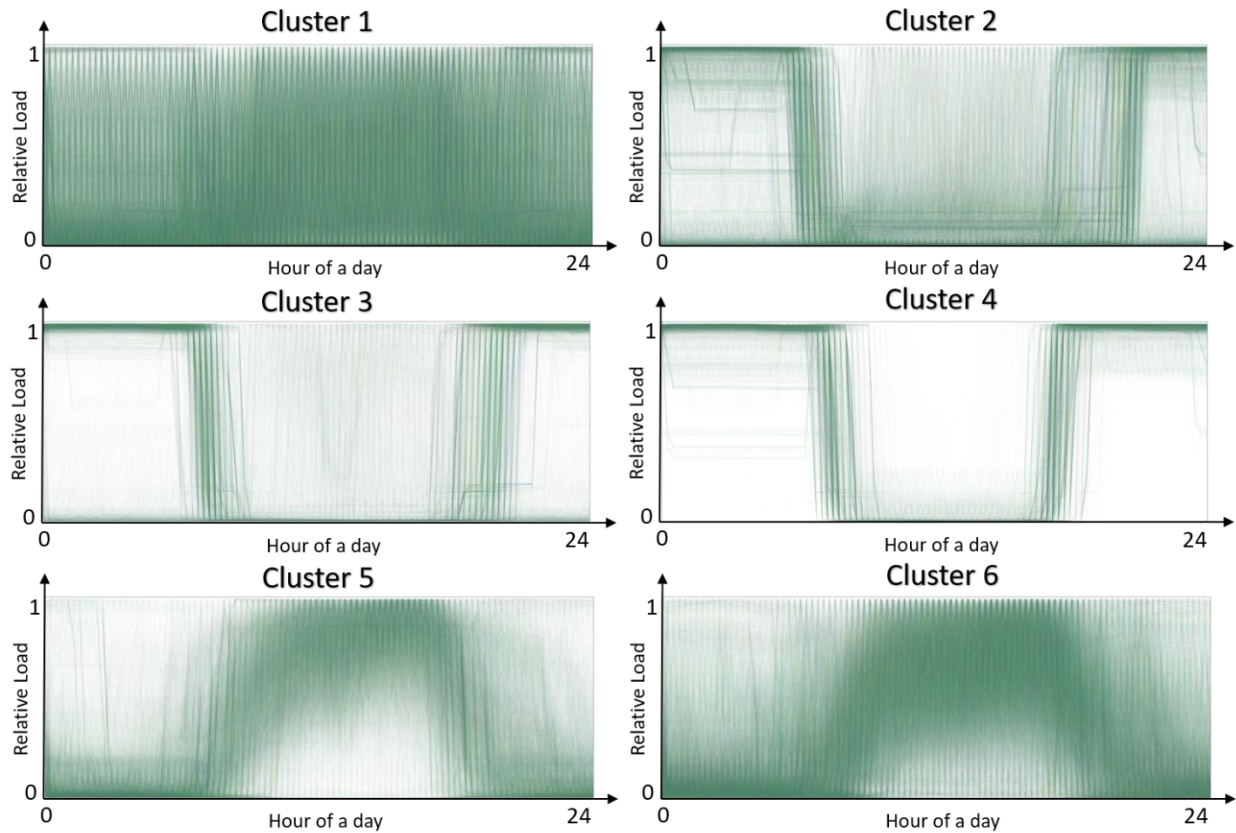 Cluster 1
1
Relative Load
0
0
Hour of a day
24
Cluster 2
1
Relative Load
0
0
Hour of a day
24
Cluster 3
1
Relative Load
0
0
Hour of a day
24
Cluster 4
1
Relative Load
0
0
Hour of a day
24
Cluster 5
1
Relative Load
0
0
Hour of a day
24
Cluster 6
1
Relative Load
0
0
Hour of a day
24